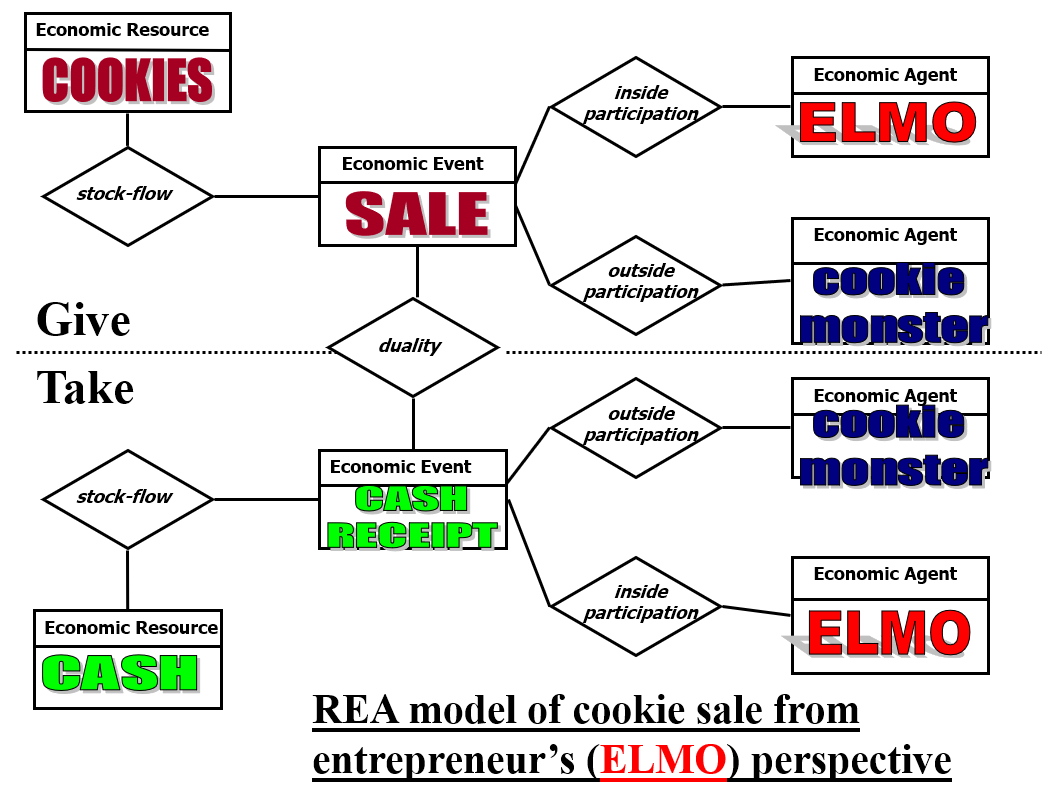 Economic Resource
COOKIES
stock-flow
Economic Event
SALE
inside
participation
Economic Agent
ELMO
outside
participation
Economic Agent
cookie
monster
Give
duality
Take
outside
participation
Economic Agent
cookie
monster
Economic Event
CASH
RECEIPT
stock-flow
inside
participation
Economic Agent
ELMO
Economic Resource
CASH
REA model of cookie sale from
entrepreneur’s (ELMO) perspective